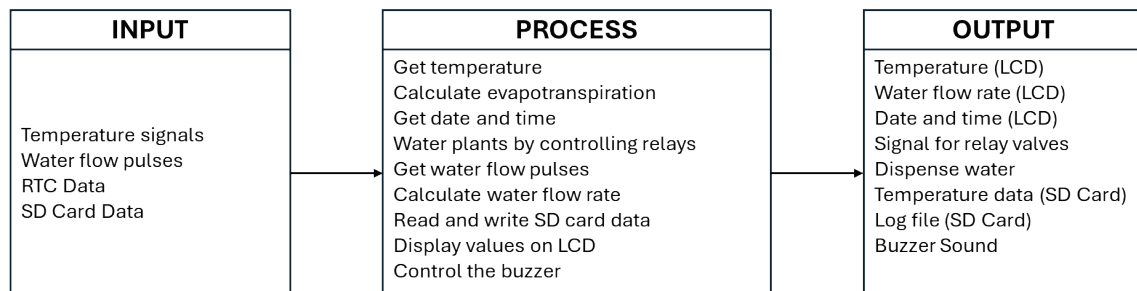 INPUT
Temperature signals
Water flow pulses
RTC Data
SD Card Data
PROCESS
Get temperature
Calculate evapotranspiration
Get date and time
Water plants by controlling relays
Get water flow pulses
Calculate water flow rate
Read and write SD card data
Display values on LCD
Control the buzzer
OUTPUT
Temperature (LCD)
Water flow rate (LCD)
Date and time (LCD)
Signal for relay valves
Dispense water
Temperature data (SD Card)
Log file (SD Card)
Buzzer Sound